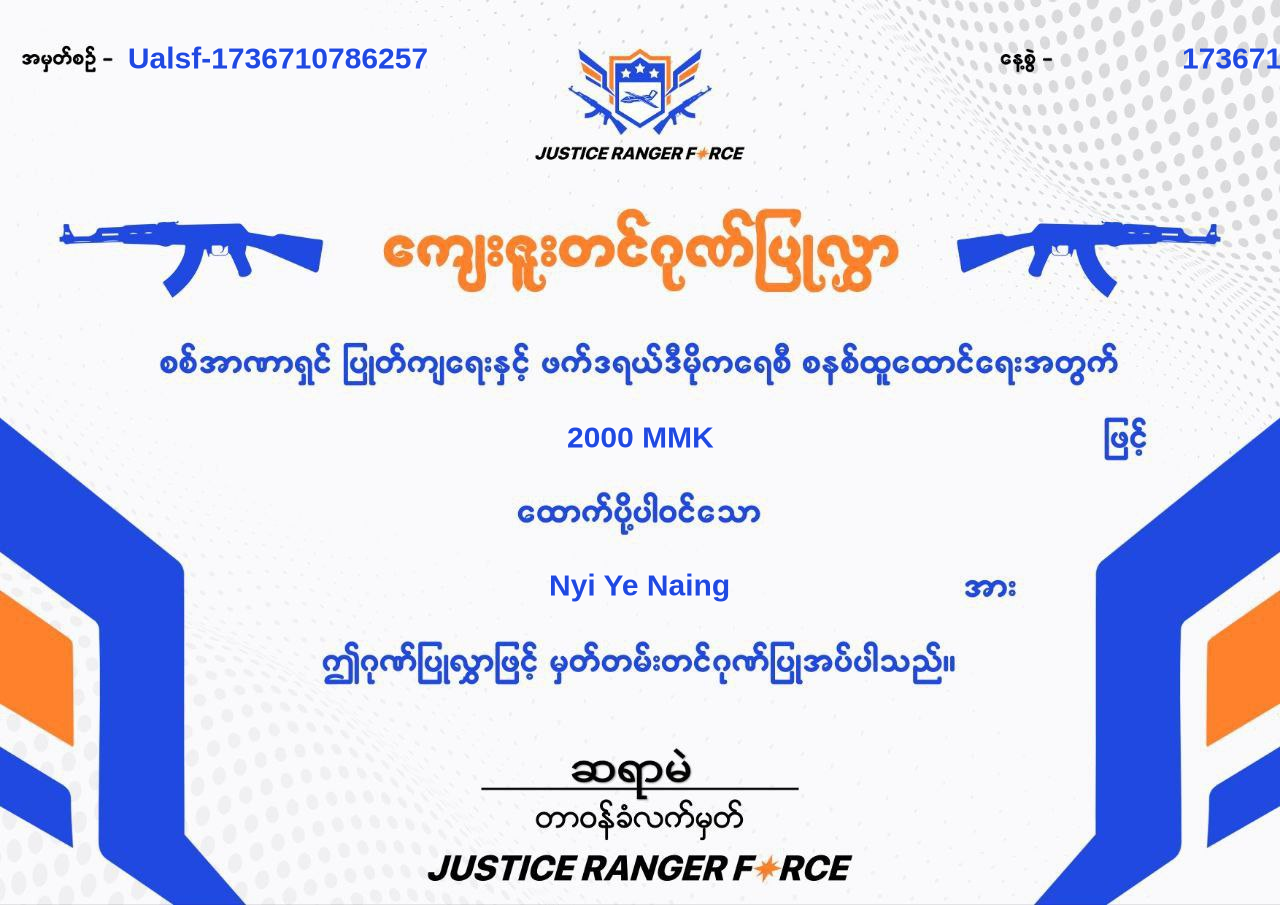 အမှတ်စဉ် - Ualsf-1736710786257
နေ့စွဲ - 173671
JUSTICE RANGER FORCE
ကျေးဇူးတင်ဂုဏ်ပြုလွှာ
စစ်အာဏာရှင် ပြုတ်ကျရေးနှင့် ဖက်ဒရယ်ဒီမိုကရေစီ စနစ်ထူထောင်ရေးအတွက်
2000 MMK ဖြင့်
ထောက်ပို့ပါဝင်သော
Nyi Ye Naing အား
ဤဂုဏ်ပြုလွှာဖြင့် မှတ်တမ်းတင်ဂုဏ်ပြုအပ်ပါသည်။
ဆရာမဲ
တာဝန်ခံလက်မှတ်
JUSTICE RANGER FORCE